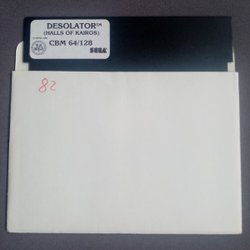 DESOLATOR™
(HALLS OF KAIROS)
CBM 64/128
SEGA
82